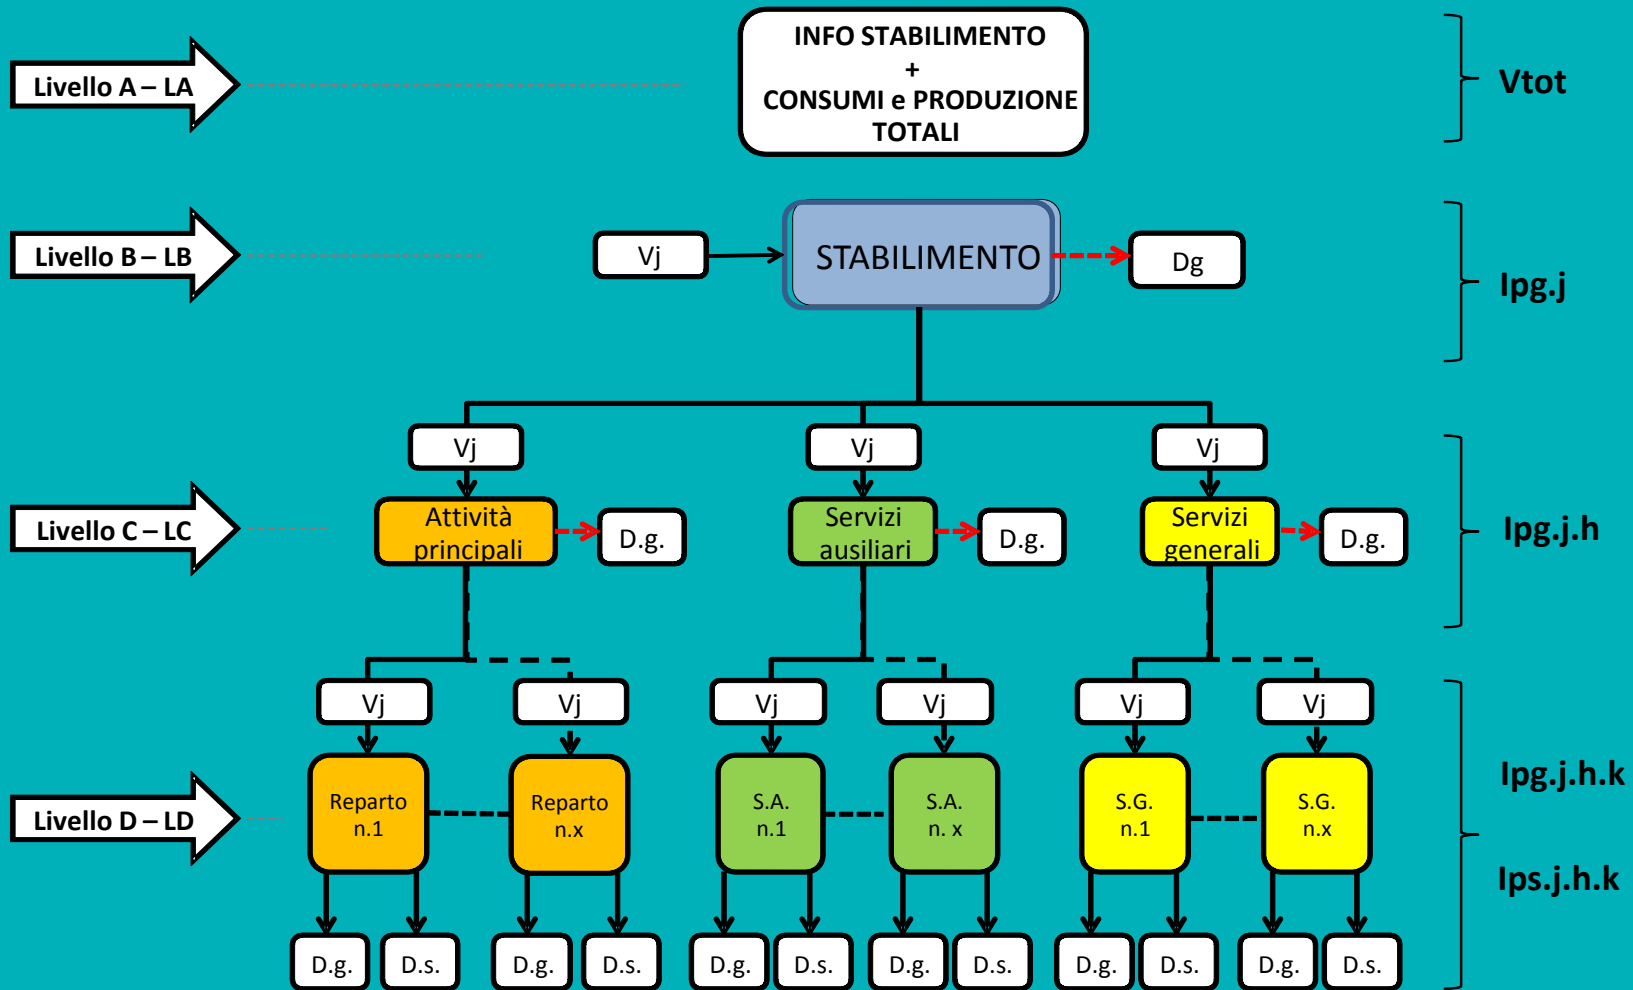 INFO STABILIMENTO
+
CONSUMI e PRODUZIONE
TOTALI
Livello A – LA
Vtot
Livello B – LB
Vj
STABILIMENTO
Dg
Ipg.j
Vj
Vj
Vj
Livello C – LC
Attività
principali
D.g.
Servizi
ausiliari
D.g.
Servizi
generali
D.g.
Ipg.j.h
Vj
Vj
Vj
Vj
Vj
Vj
Livello D – LD
Reparto
n.1
Reparto
n.x
S.A.
n.1
S.A.
n. x
S.G.
n.1
S.G.
n.x
Ipg.j.h.k
Ips.j.h.k
D.g.
D.s.
D.g.
D.s.
D.g.
D.s.
D.g.
D.s.
D.g.
D.s.
D.g.
D.s.